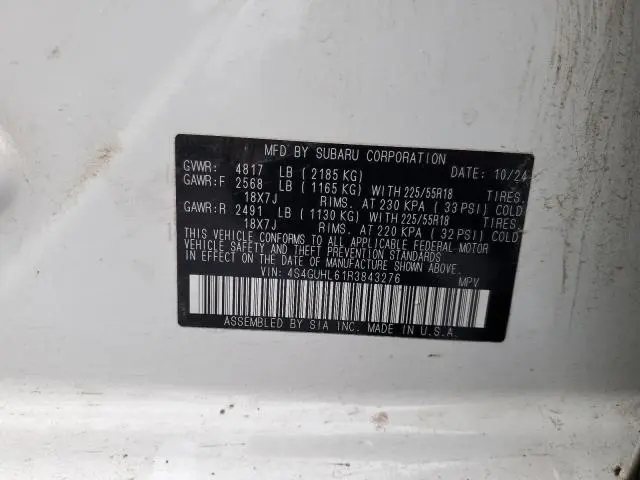 MFD BY SUBARU CORPORATION DATE: 10/24
GVWR: 4817 LB (2185 KG)
GAWR:F 2568 LB (1165 KG) WITH 225/55R18 TIRES.
18X7J RIMS. AT 230 KPA (33 PSI) COLD
GAWR:R 2491 LB (1130 KG) WITH 225/55R18 TIRES.
18X7J RIMS. AT 220 KPA (32 PSI) COLD
THIS VEHICLE CONFORMS TO ALL APPLICABLE FEDERAL MOTOR
VEHICLE SAFETY AND THEFT PREVENTION STANDARDS
IN EFFECT ON THE DATE OF MANUFACTURE SHOWN ABOVE.
VIN: 4S4GUHL61R3843276 MPV
ASSEMBLED BY SIA INC. MADE IN U.S.A.